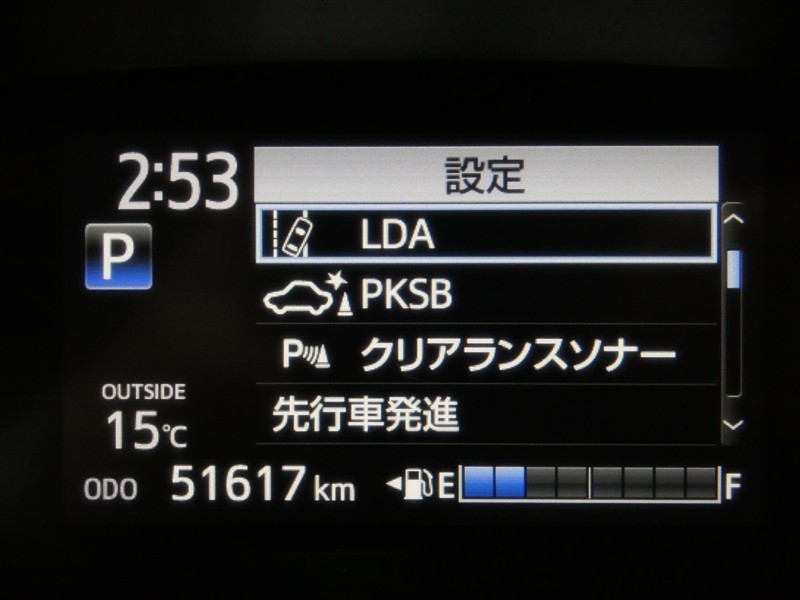 2:53
設定
P
LDA
PKSB
P クリアランスソナー
先行車発進
OUTSIDE
15℃
ODO 51617 km
E F